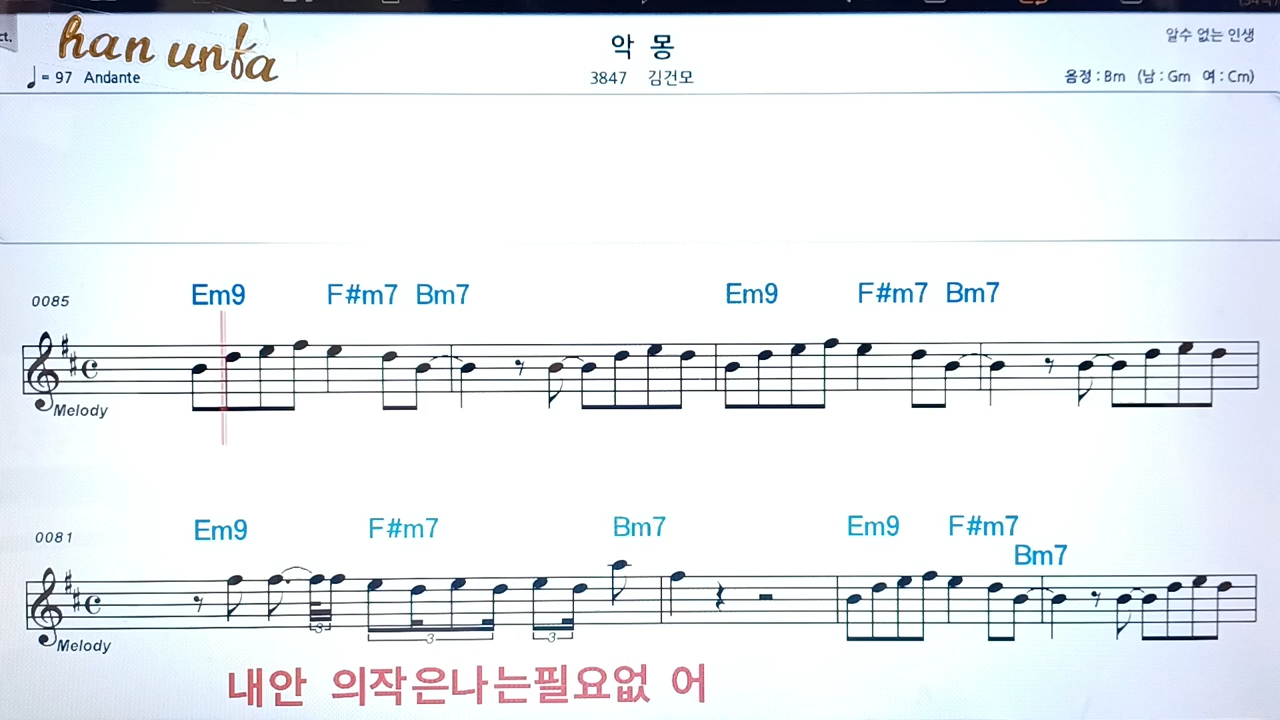 ct.
han unfa
악 몽
알수 없는 인생
♩= 97 Andante
3847 김건모
음정 : Bm (남 : Gm 여 : Cm)
0085
Em9 F#m7 Bm7 Em9 F#m7 Bm7
Melody
0081
Em9 F#m7 Bm7 Em9 F#m7 Bm7
Melody
3 3 3
내안 의작은나는필요없 어